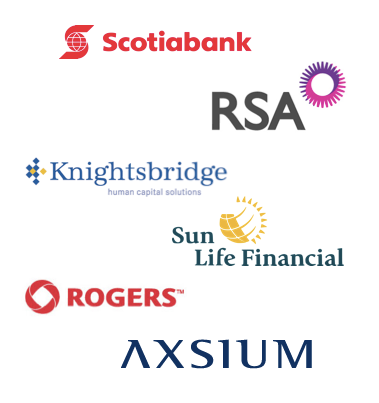 Scotiabank
RSA
Knightsbridge
human capital solutions
Sun
Life Financial
ROGERS™
AXSIUM